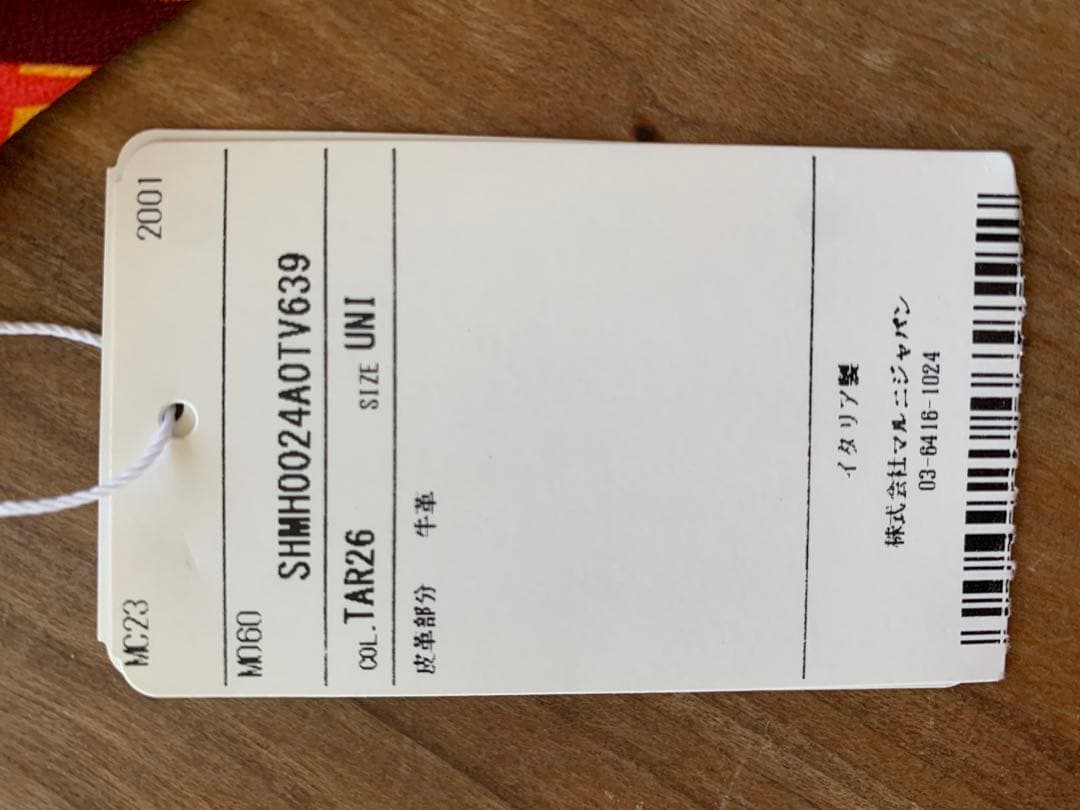 MC23 2001
M060
SHMH0024A0TV639
COL. TAR26 SIZE UNI
皮革部分 牛革
イタリア製
株式会社マルニジャパン
03-6416-1024